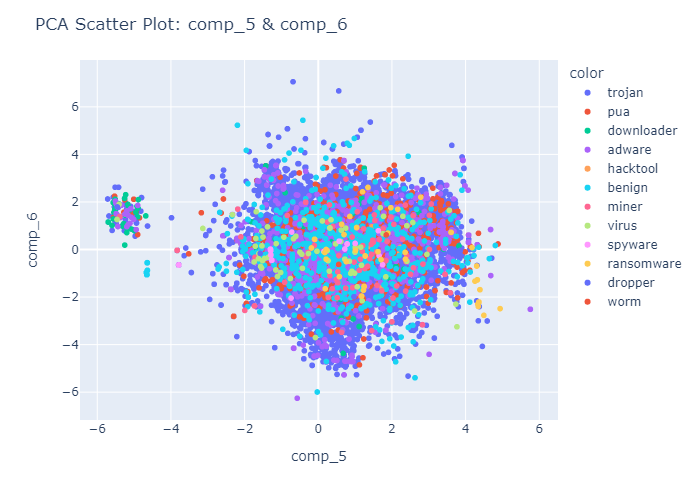 PCA Scatter Plot: comp_5 & comp_6
color
trojan
pua
downloader
adware
hacktool
benign
miner
virus
spyware
ransomware
dropper
worm
comp_6
6
4
2
0
−2
−4
−6
−6
−4
−2
0
2
4
6
comp_5